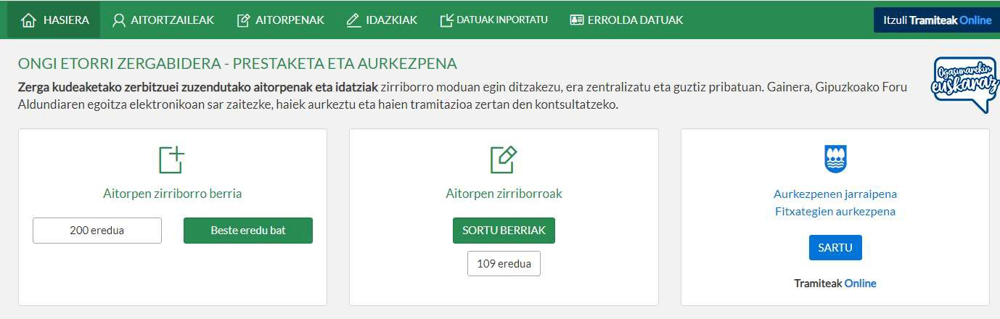 HASIERA AITORTZAILEAK AITORPENAK IDAZKIAK DATUAK INPORTATU ERROLDA DATUAK Itzuli Tramiteak Online
ONGI ETORRI ZERGABIDERA - PRESTAKETA ETA AURKEZPENA
Zerga kudeaketako zerbitzuei zuzendutako aitorpenak eta idatziak zirriborro moduan egin ditzakezu, era zentralizatu eta guztiz pribatuan. Gainera, Gipuzkoako Foru
Aldundiaren egoitza elektronikoan sar zaitezke, haiek aurkeztu eta haien tramitazioa zertan den kontsultatzeko.
Ogasunarekin
euskaraz
Aitorpen zirriborro berria
200 eredua
Beste eredu bat
Aitorpen zirriborroak
SORTU BERRIAK
109 eredua
Aurkezpenen jarraipena
Fitxategien aurkezpena
SARTU
Tramiteak Online